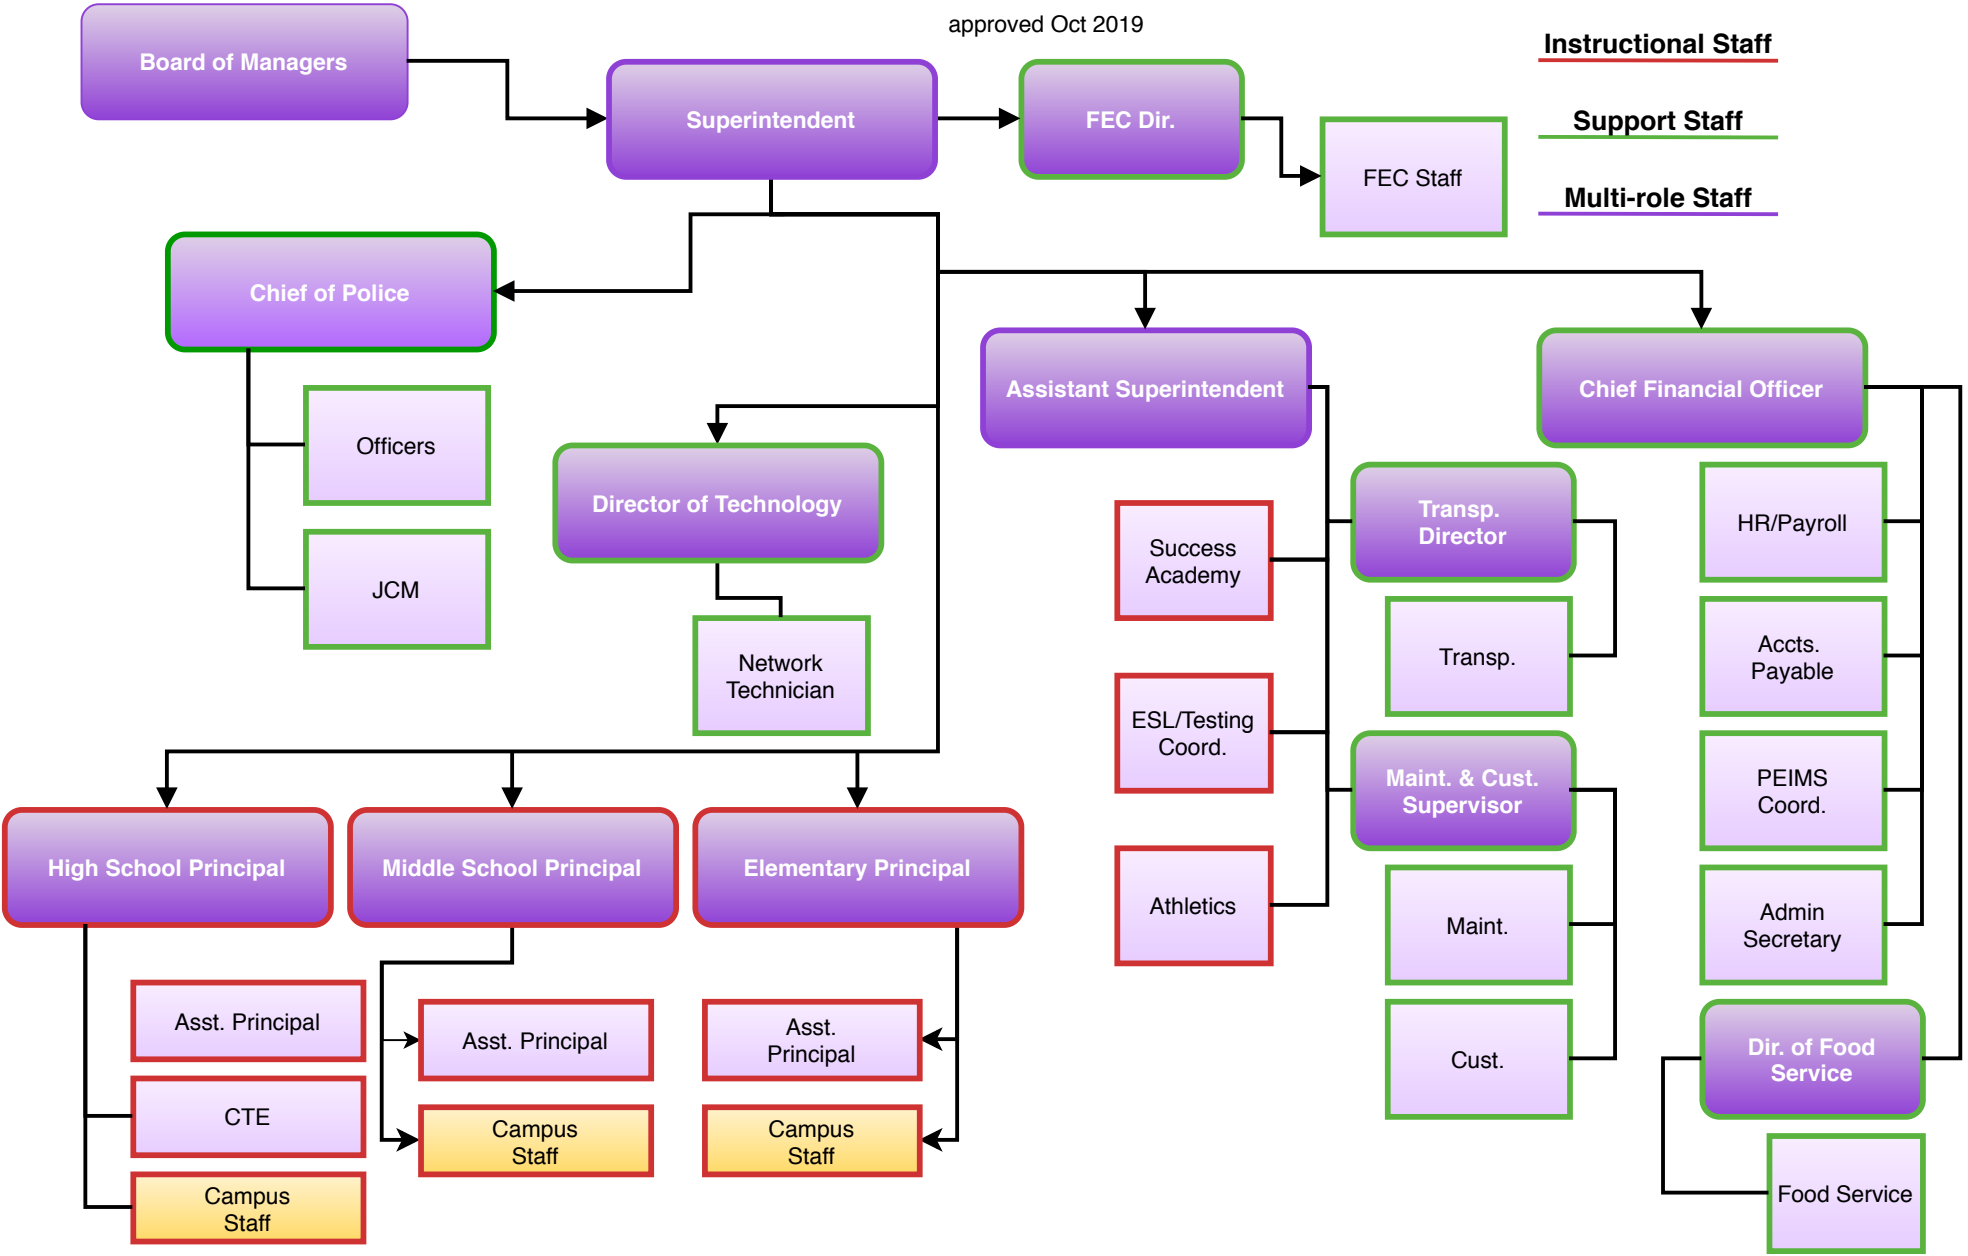 approved Oct 2019
Instructional Staff
Support Staff
Multi-role Staff
Board of Managers
Superintendent
FEC Dir.
FEC Staff
Chief of Police
Officers
JCM
Director of Technology
Network
Technician
Assistant Superintendent
Success
Academy
ESL/Testing
Coord.
Athletics
Transp.
Director
Transp.
Maint. & Cust.
Supervisor
Maint.
Cust.
Chief Financial Officer
HR/Payroll
Accts.
Payable
PEIMS
Coord.
Admin
Secretary
Dir. of Food
Service
Food Service
High School Principal
Asst. Principal
CTE
Campus
Staff
Middle School Principal
Asst. Principal
Campus
Staff
Elementary Principal
Asst.
Principal
Campus
Staff